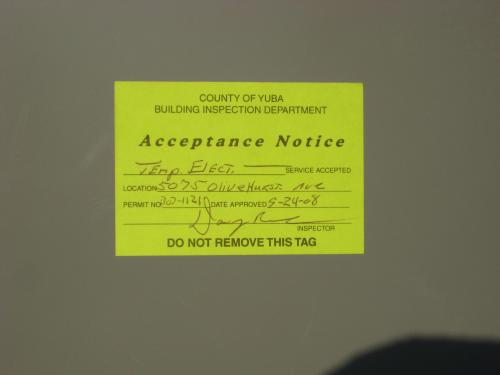 COUNTY OF YUBA
BUILDING INSPECTION DEPARTMENT
Acceptance Notice
Temp. Elect. SERVICE ACCEPTED
LOCATION 5075 Olivehurst Ave
PERMIT NO DATE APPROVED 9-24-08
INSPECTOR
DO NOT REMOVE THIS TAG